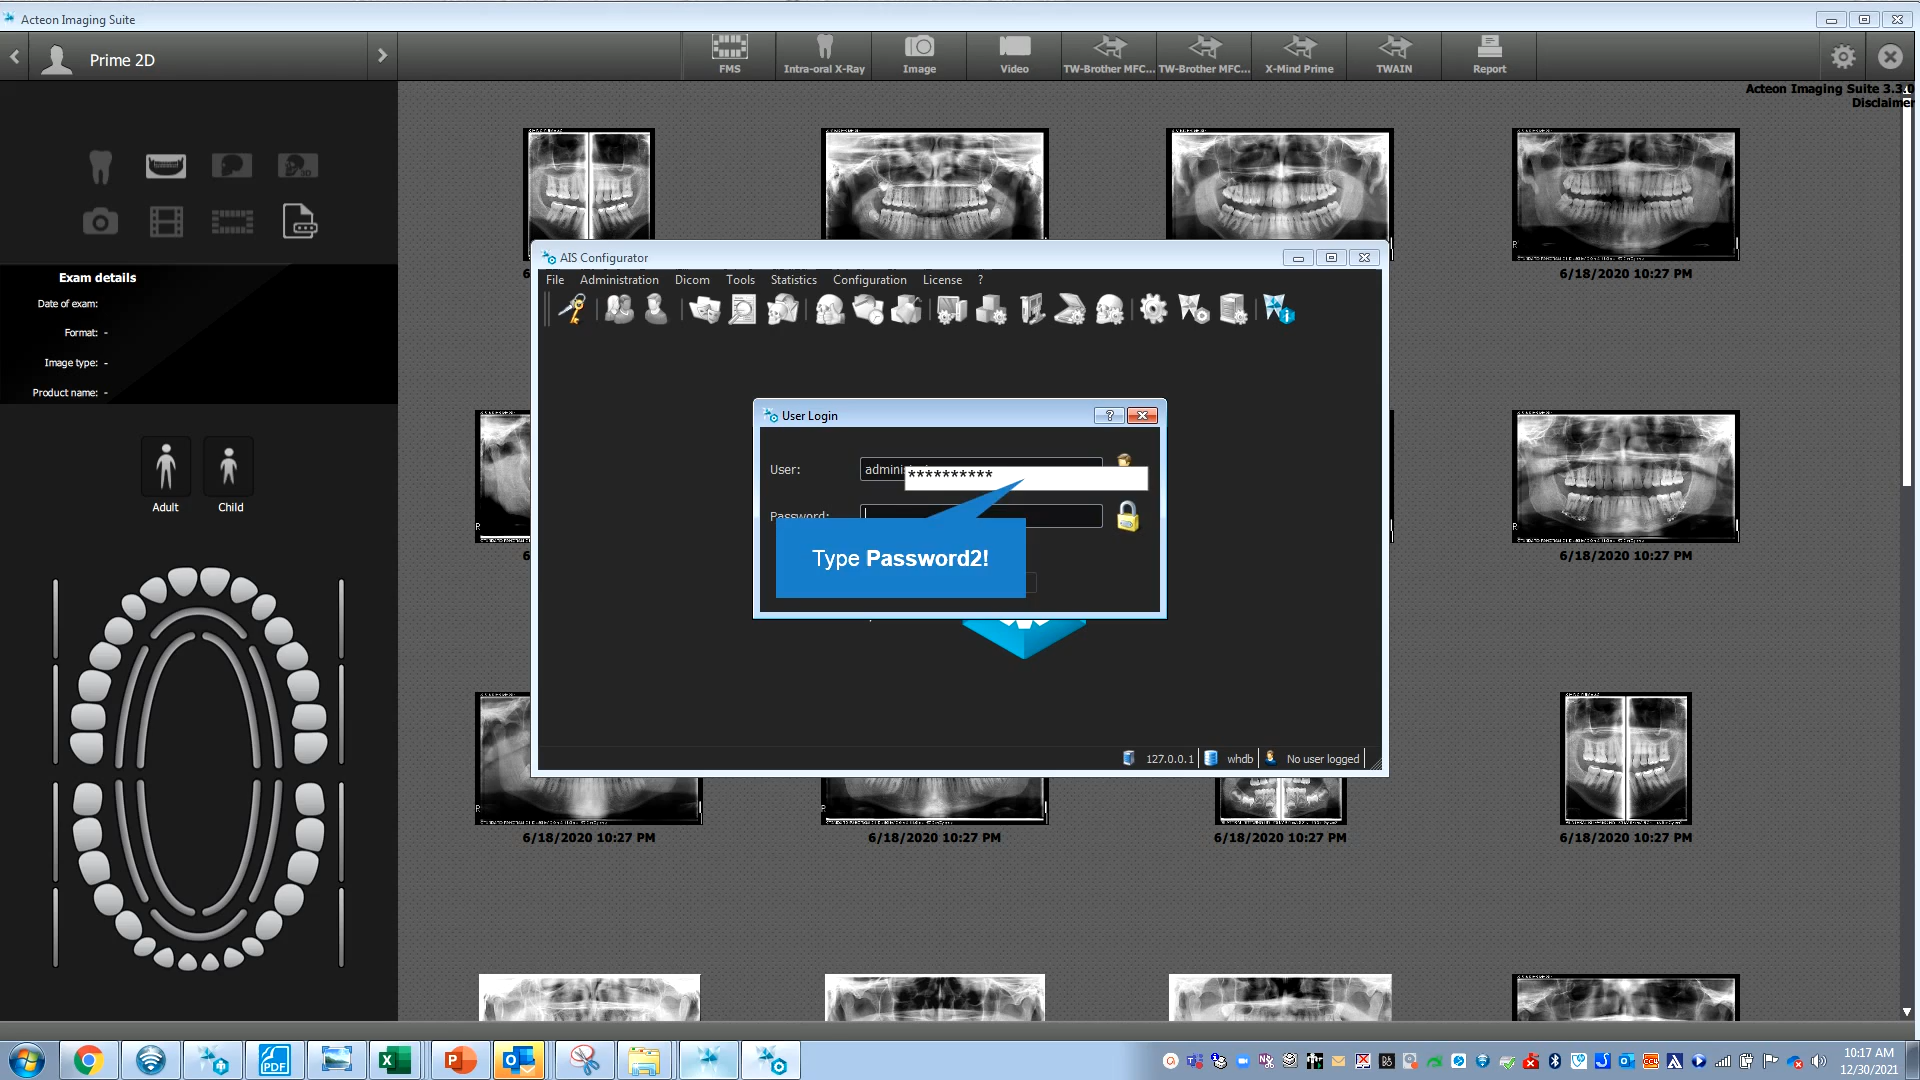 Acteon Imaging Suite
Prime 2D
FMS
Intra-oral X-Ray
Image
Video
TW-Brother MFC...
TW-Brother MFC...
X-Mind Prime
TWAIN
Report
Acteon Imaging Suite 3.3.0
Disclaimer
Exam details
Date of exam:
Format: -
Image type: -
Product name: -
Adult
Child
6/18/2020 10:27 PM
AIS Configurator
File Administration Dicom Tools Statistics Configuration License ?
User Login
User:
**********
Password:
Type Password2!
6/18/2020 10:27 PM
127.0.0.1
whdb
No user logged
6/18/2020 10:27 PM
6/18/2020 10:27 PM
6/18/2020 10:27 PM
6/18/2020 10:27 PM
10:17 AM
12/30/2021